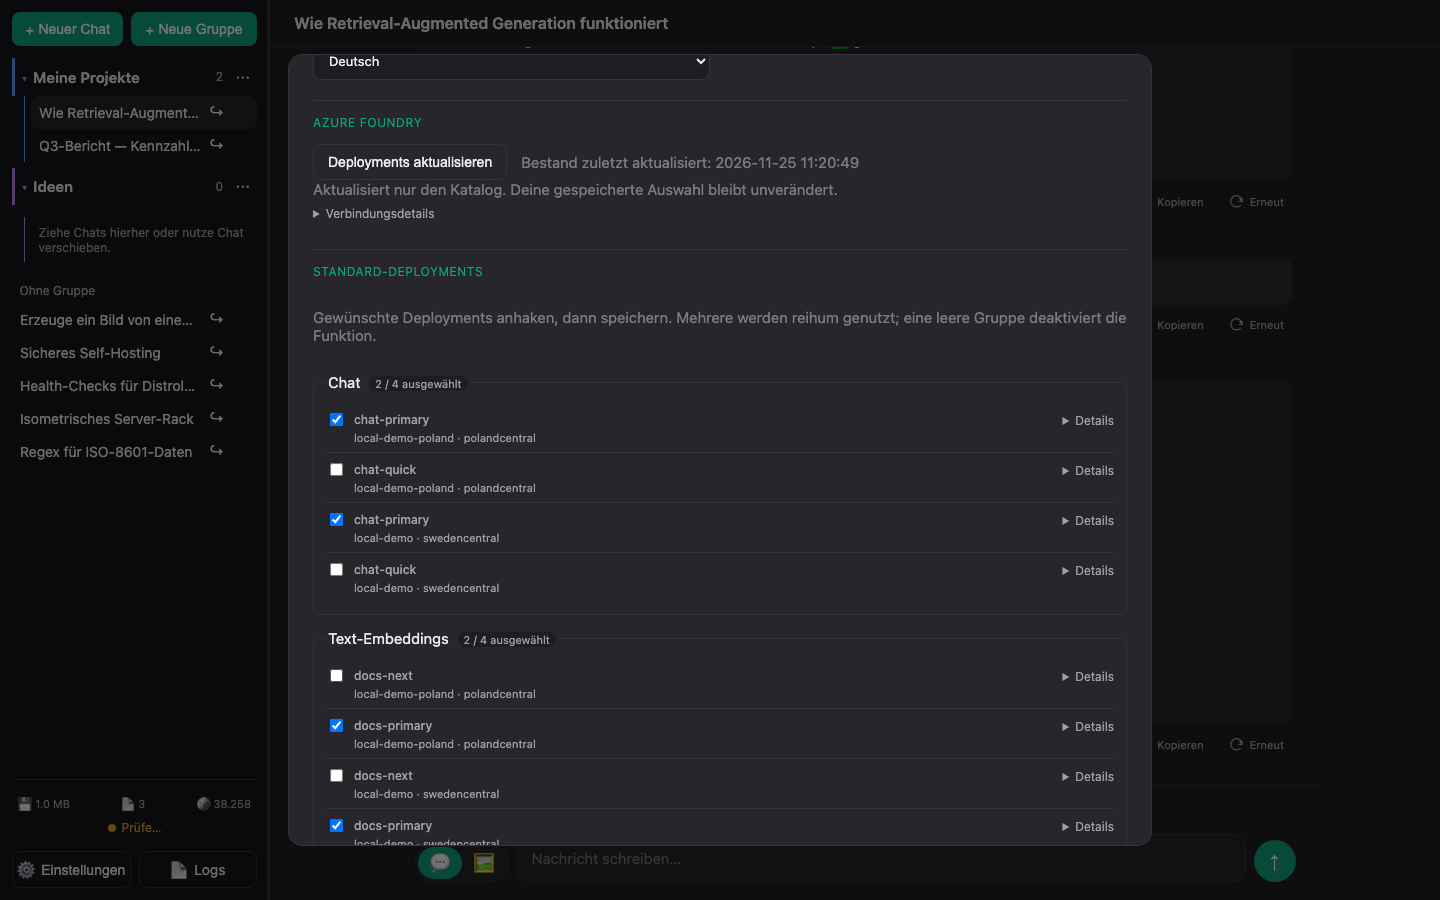 + Neuer Chat
+ Neue Gruppe
Meine Projekte 2 ...
Wie Retrieval-Augment...
Q3-Bericht — Kennzahl...
Ideen 0 ...
Ziehe Chats hierher oder nutze Chat
verschieben.
Ohne Gruppe
Erzeuge ein Bild von eine...
Sicheres Self-Hosting
Health-Checks für Distrol...
Isometrisches Server-Rack
Regex für ISO-8601-Daten
1.0 MB
3
38.258
Prüfe...
Einstellungen
Logs
Wie Retrieval-Augmented Generation funktioniert
Deutsch
AZURE FOUNDRY
Deployments aktualisieren
Bestand zuletzt aktualisiert: 2026-11-25 11:20:49
Aktualisiert nur den Katalog. Deine gespeicherte Auswahl bleibt unverändert.
Verbindungsdetails
STANDARD-DEPLOYMENTS
Gewünschte Deployments anhaken, dann speichern. Mehrere werden reihum genutzt; eine leere Gruppe deaktiviert die
Funktion.
Chat 2 / 4 ausgewählt
chat-primary Details
local-demo-poland · polandcentral
chat-quick Details
local-demo-poland · polandcentral
chat-primary Details
local-demo · swedencentral
chat-quick Details
local-demo · swedencentral
Text-Embeddings 2 / 4 ausgewählt
docs-next Details
local-demo-poland · polandcentral
docs-primary Details
local-demo-poland · polandcentral
docs-next Details
local-demo · swedencentral
docs-primary Details
local-demo · swedencentral
Kopieren Erneut
Kopieren Erneut
Kopieren Erneut
Nachricht schreiben...